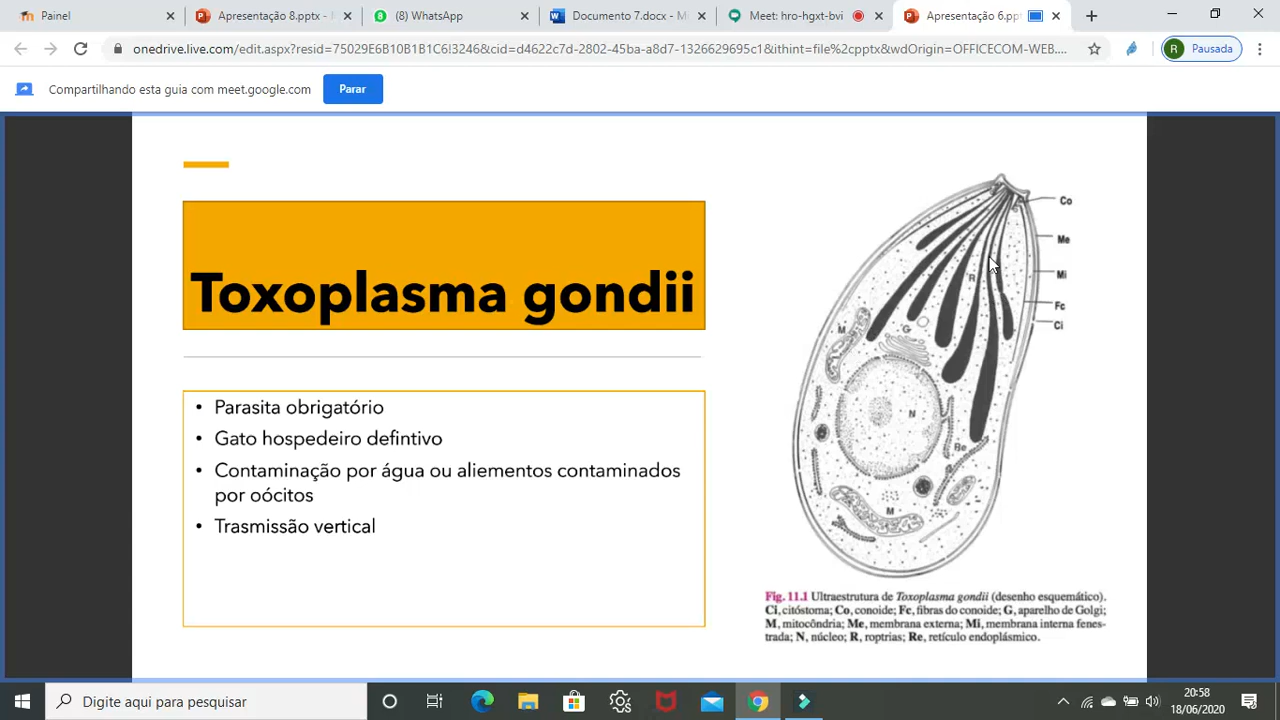 Painel
Apresentação 8.pptx - 
(8) WhatsApp
Documento 7.docx - M
Meet: hro-hgxt-bvi
Apresentação 6.ppt
onedrive.live.com/edit.aspx?resid=75029E6B10B1B1C6!3246&cid=d4622c7d-2802-45ba-a8d7-1326629695c1&ithint=file%2cpptx&wdOrigin=OFFICECOM-WEB....
R Pausada
Compartilhando esta guia com meet.google.com
Parar
Toxoplasma gondii
• Parasita obrigatório
• Gato hospedeiro defintivo
• Contaminação por água ou aliementos contaminados
por oócitos
• Trasmissão vertical
Co
Me
Mi
Fc
Ci
R
M
G
N
Re
M
Fig. 11.1 Ultraestrutura de Toxoplasma gondii (desenho esquemático).
Ci, citóstoma; Co, conoide; Fc, fibras do conoide; G, aparelho de Golgi;
M, mitocôndria; Me, membrana externa; Mi, membrana interna fenes-
trada; N, núcleo; R, roptrias; Re, retículo endoplásmico.
Digite aqui para pesquisar
20:58
18/06/2020